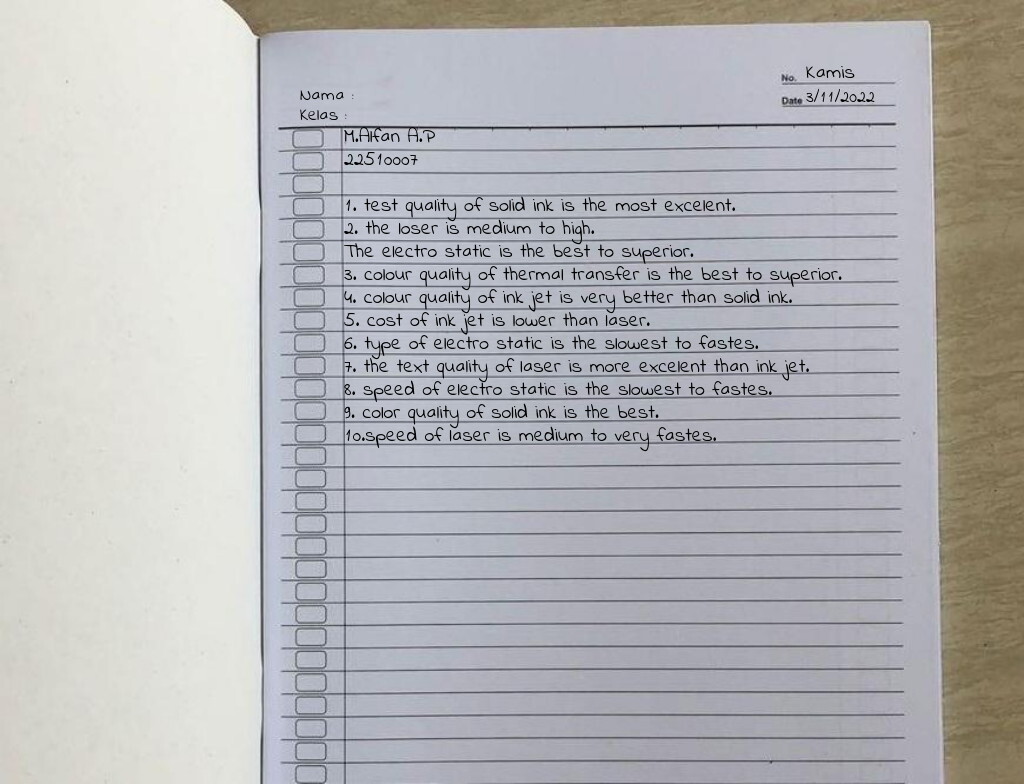 No. Kamis
Date 3/11/2022
Nama :
Kelas :
M.Alfan A.P
22510007
1. test quality of solid ink is the most excelent.
2. the loser is medium to high.
The electro static is the best to superior.
3. colour quality of thermal transfer is the best to superior.
4. colour quality of ink jet is very better than solid ink.
5. cost of ink jet is lower than laser.
6. type of electro static is the slowest to fastes.
7. the text quality of laser is more excelent than ink jet.
8. speed of electro static is the slowest to fastes.
9. color quality of solid ink is the best.
10.speed of laser is medium to very fastes.